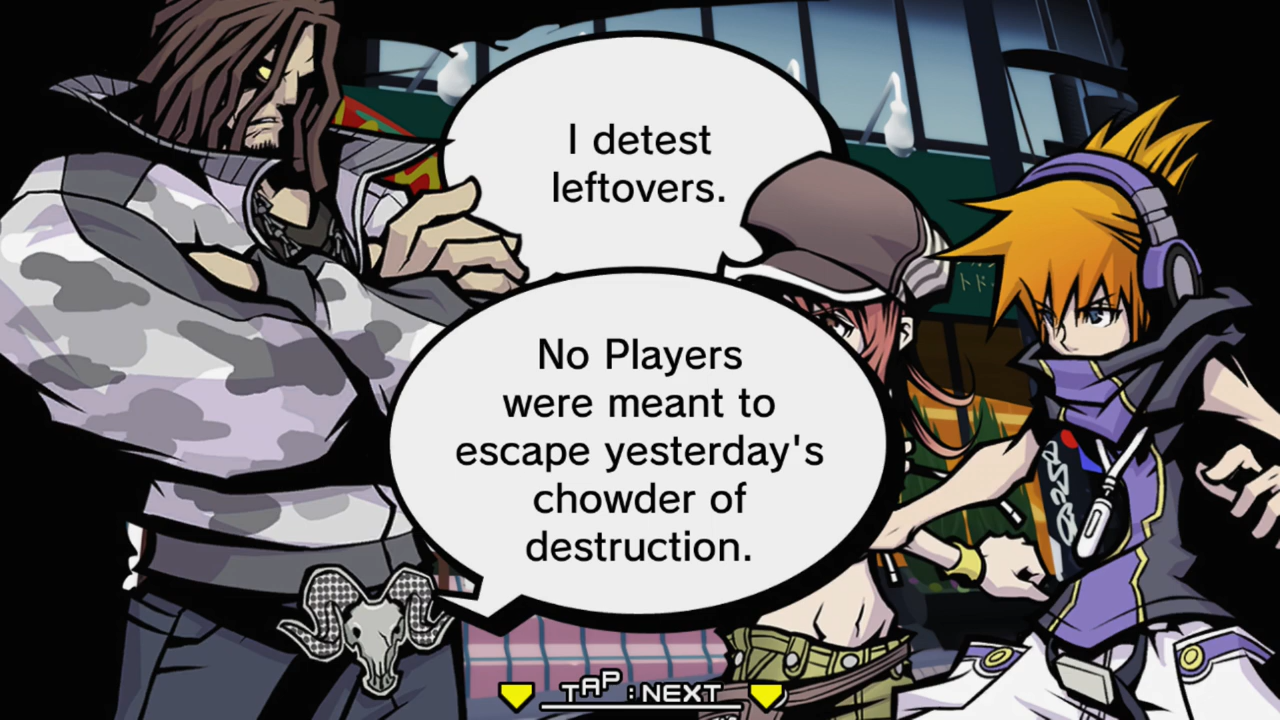 I detest
leftovers.
No Players
were meant to
escape yesterday's
chowder of
destruction.
TAP : NEXT